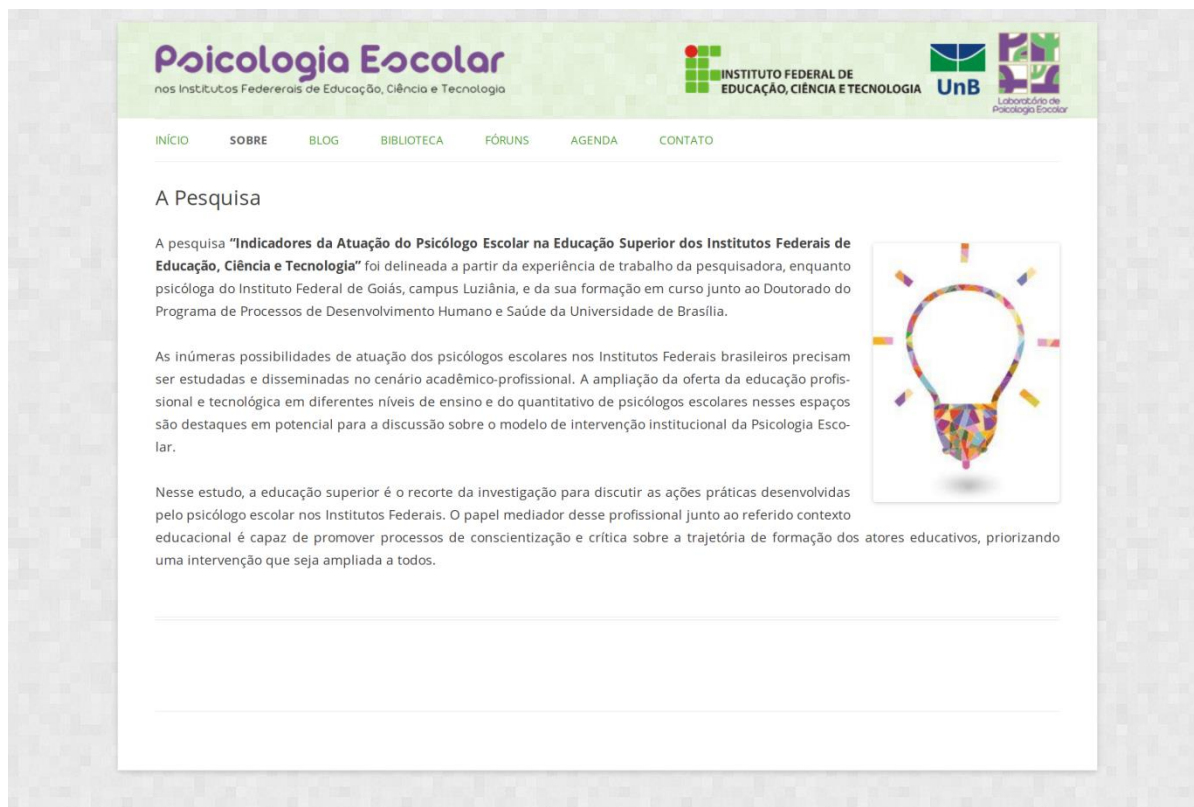 Psicologia Escolar
nos Institutos Federerais de Educação, Ciência e Tecnologia
INSTITUTO FEDERAL DE
EDUCAÇÃO, CIÊNCIA E TECNOLOGIA
UnB
Laboratório de
Psicologia Escolar
INÍCIO SOBRE BLOG BIBLIOTECA FÓRUNS AGENDA CONTATO
A Pesquisa
A pesquisa “Indicadores da Atuação do Psicólogo Escolar na Educação Superior dos Institutos Federais de
Educação, Ciência e Tecnologia” foi delineada a partir da experiência de trabalho da pesquisadora, enquanto
psicóloga do Instituto Federal de Goiás, campus Luziânia, e da sua formação em curso junto ao Doutorado do
Programa de Processos de Desenvolvimento Humano e Saúde da Universidade de Brasília.
As inúmeras possibilidades de atuação dos psicólogos escolares nos Institutos Federais brasileiros precisam
ser estudadas e disseminadas no cenário acadêmico-profissional. A ampliação da oferta da educação profis-
sional e tecnológica em diferentes níveis de ensino e do quantitativo de psicólogos escolares nesses espaços
são destaques em potencial para a discussão sobre o modelo de intervenção institucional da Psicologia Esco-
lar.
Nesse estudo, a educação superior é o recorte da investigação para discutir as ações práticas desenvolvidas
pelo psicólogo escolar nos Institutos Federais. O papel mediador desse profissional junto ao referido contexto
educacional é capaz de promover processos de conscientização e crítica sobre a trajetória de formação dos atores educativos, priorizando
uma intervenção que seja ampliada a todos.